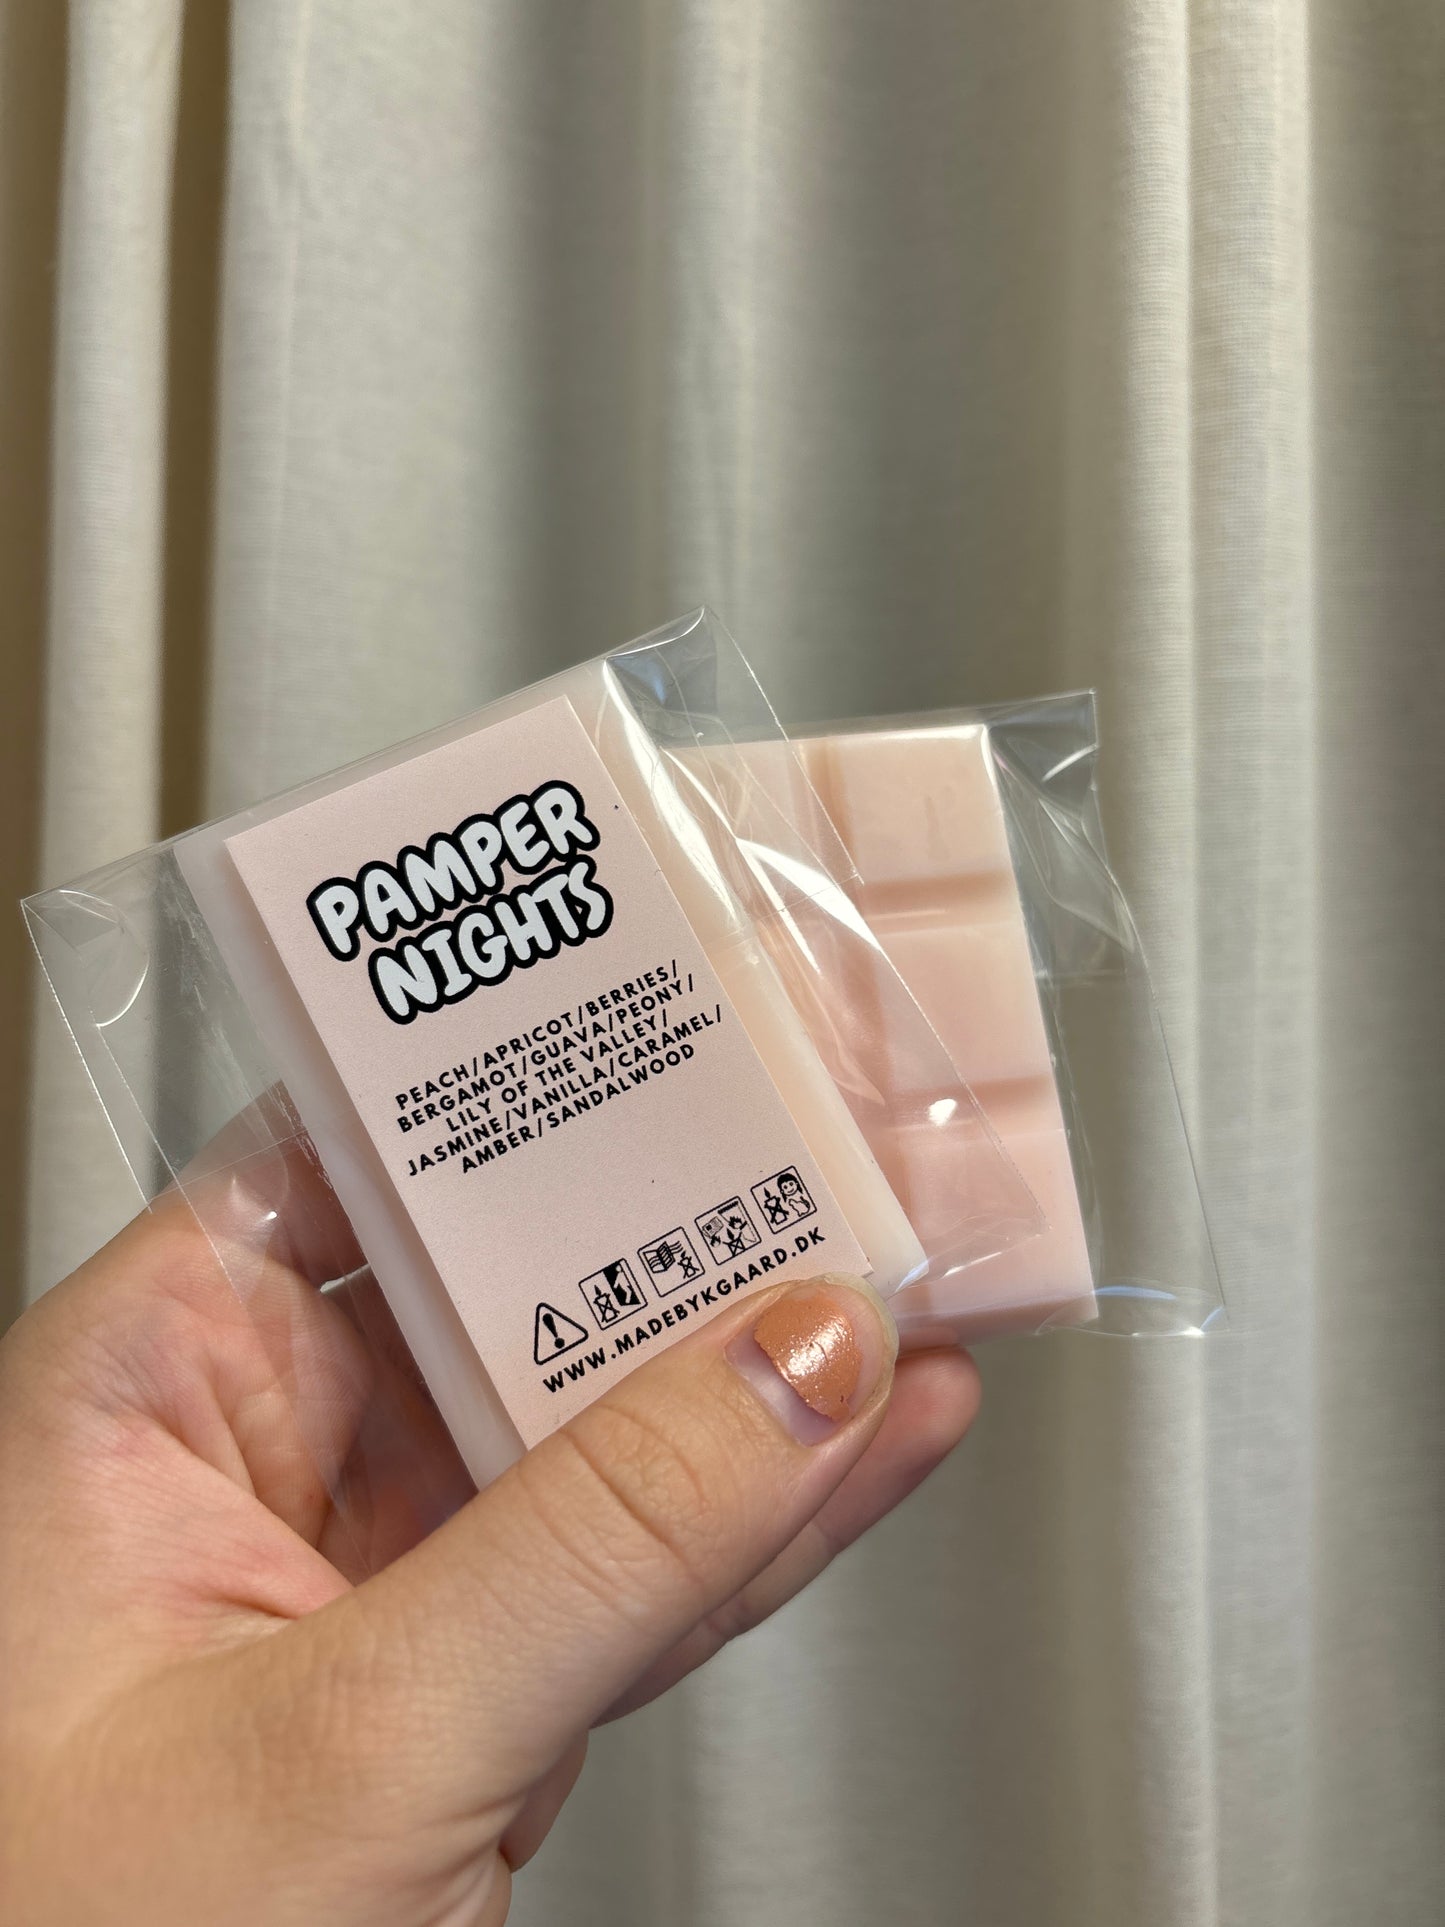 PAMPER
NIGHTS
PEACH/APRICOT/BERRIES/
BERGAMOT/GUAVA/PEONY/
LILY OF THE VALLEY/
JASMINE/VANILLA/CARAMEL/
AMBER/SANDALWOOD
WWW.MADEBYKGAARD.DK